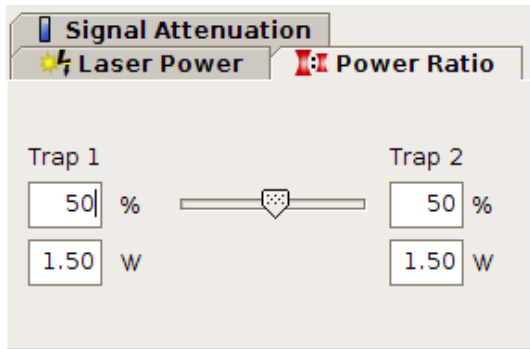 Signal Attenuation
Laser Power
Power Ratio
Trap 1
Trap 2
50 %
50 %
1.50 W
1.50 W